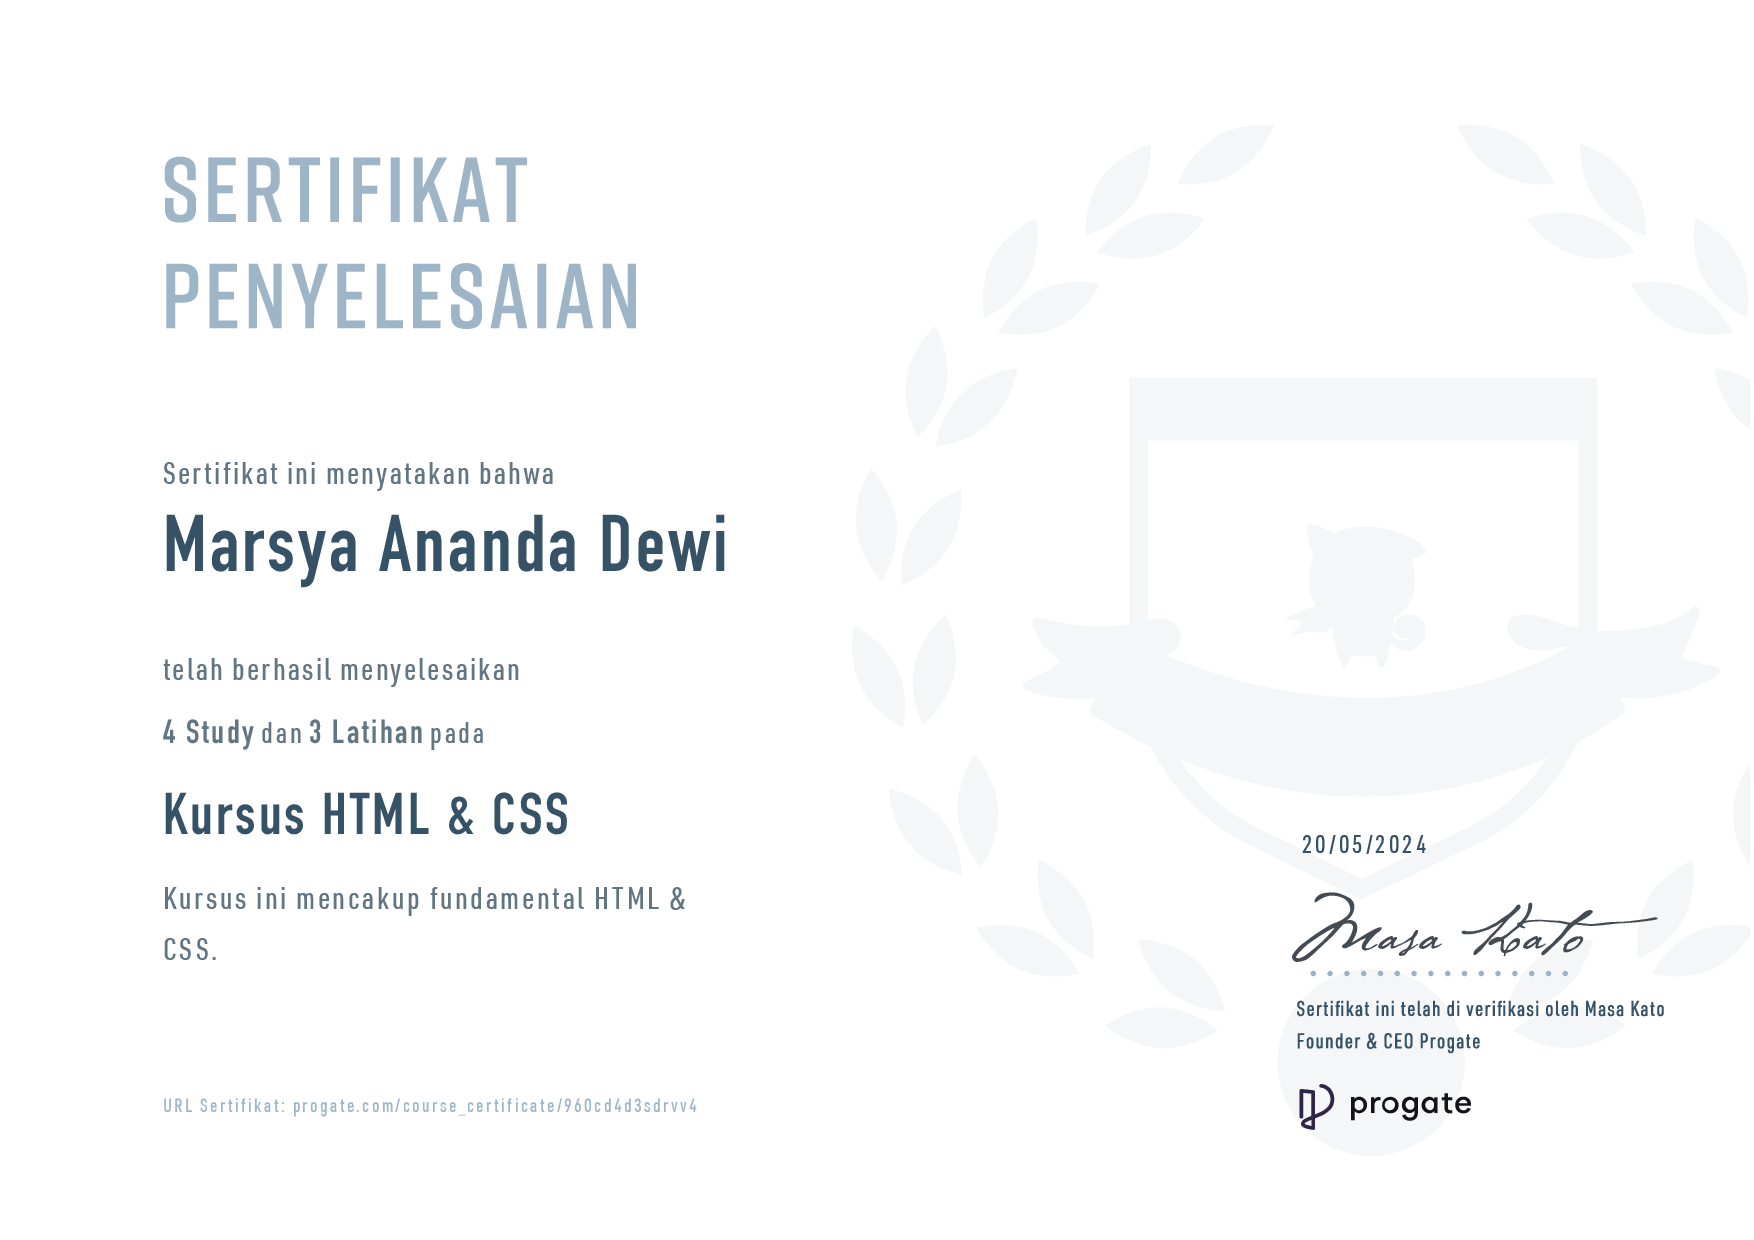 SERTIFIKAT
PENYELESAIAN
Sertifikat ini menyatakan bahwa
Marsya Ananda Dewi
telah berhasil menyelesaikan
4 Study dan 3 Latihan pada
Kursus HTML & CSS
Kursus ini mencakup fundamental HTML &
CSS.
URL Sertifikat: progate.com/course_certificate/960cd4d3sdrvv4
20/05/2024
Masa Kato
Sertifikat ini telah di verifikasi oleh Masa Kato
Founder & CEO Progate
progate